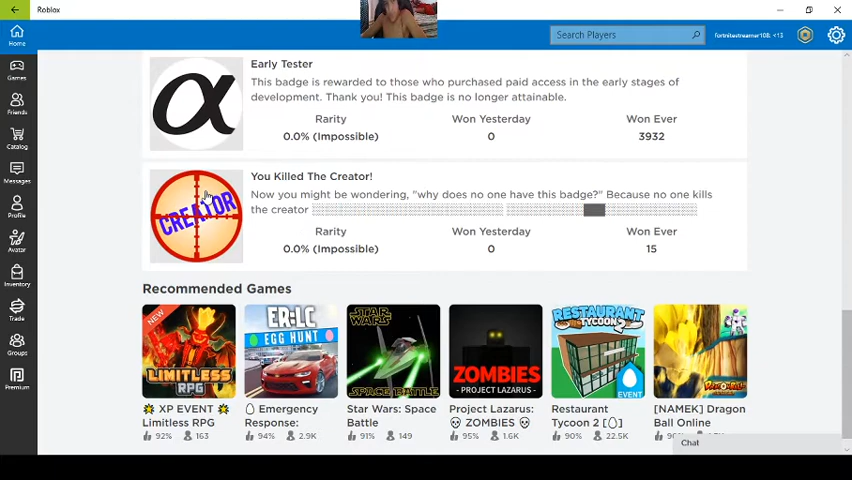 Roblox
Home
Search Players
fortnitestreamer108: <13
Games
Friends
Catalog
Messages
Profile
Avatar
Inventory
Trade
Groups
Premium
α
Early Tester
This badge is rewarded to those who purchased paid access in the early stages of
development. Thank you! This badge is no longer attainable.
Rarity
Won Yesterday
Won Ever
0.0% (Impossible)
0
3932
CREATOR
You Killed The Creator!
Now you might be wondering, "why does no one have this badge?" Because no one kills
the creator
Rarity
Won Yesterday
Won Ever
0.0% (Impossible)
0
15
Recommended Games
NEW
LIMITLESS
RPG
ER:LC
EGG HUNT
STAR WARS
SPACE BATTLE
ZOMBIES
- PROJECT LAZARUS -
RESTAURANT
TYCOON 2
EVENT
XP EVENT
Limitless RPG
92% 163
Emergency
Response:
94% 2.9K
Star Wars: Space
Battle
91% 149
Project Lazarus:
ZOMBIES
95% 1.6K
Restaurant
Tycoon 2 [🥚]
90% 22.5K
[NAMEK] Dragon
Ball Online
Chat